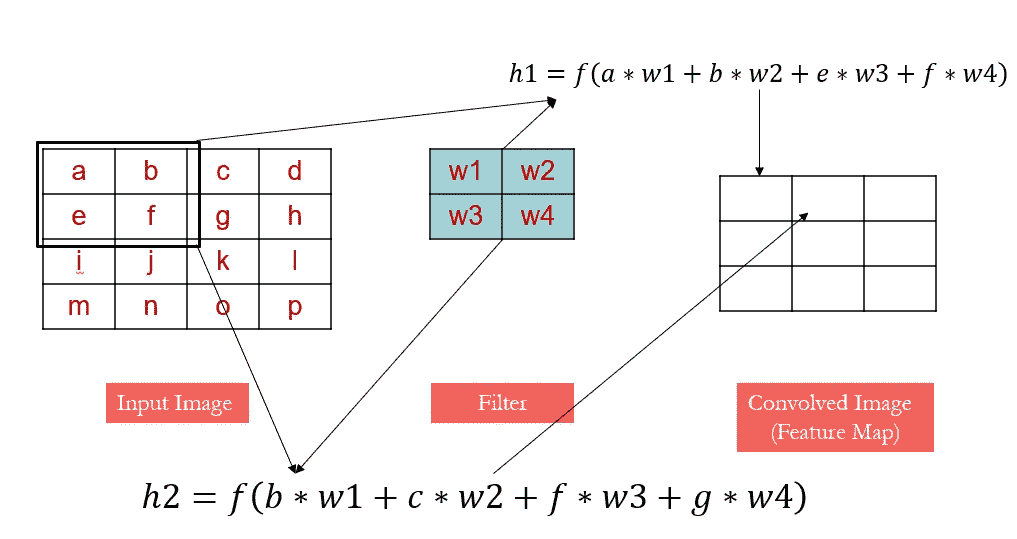 h1 = f(a ∗ w1 + b ∗ w2 + e ∗ w3 + f ∗ w4)
a b c d
e f g h
i j k l
m n o p
w1 w2
w3 w4
Input Image
Filter
Convolved Image
(Feature Map)
h2 = f(b ∗ w1 + c ∗ w2 + f ∗ w3 + g ∗ w4)